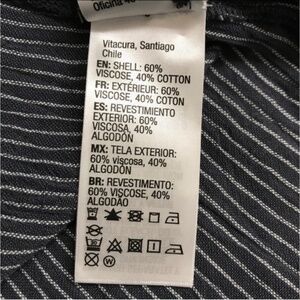 Oficina
Vitacura, Santiago
Chile
EN: SHELL: 60%
VISCOSE, 40% COTTON
FR: EXTÉRIEUR: 60%
VISCOSE, 40% COTON
ES: REVESTIMIENTO
EXTERIOR: 60%
VISCOSA, 40%
ALGODÓN
MX: TELA EXTERIOR:
60% viscosa, 40%
ALGODÓN
BR: REVESTIMENTO:
60% VISCOSE, 40%
ALGODÃO
W